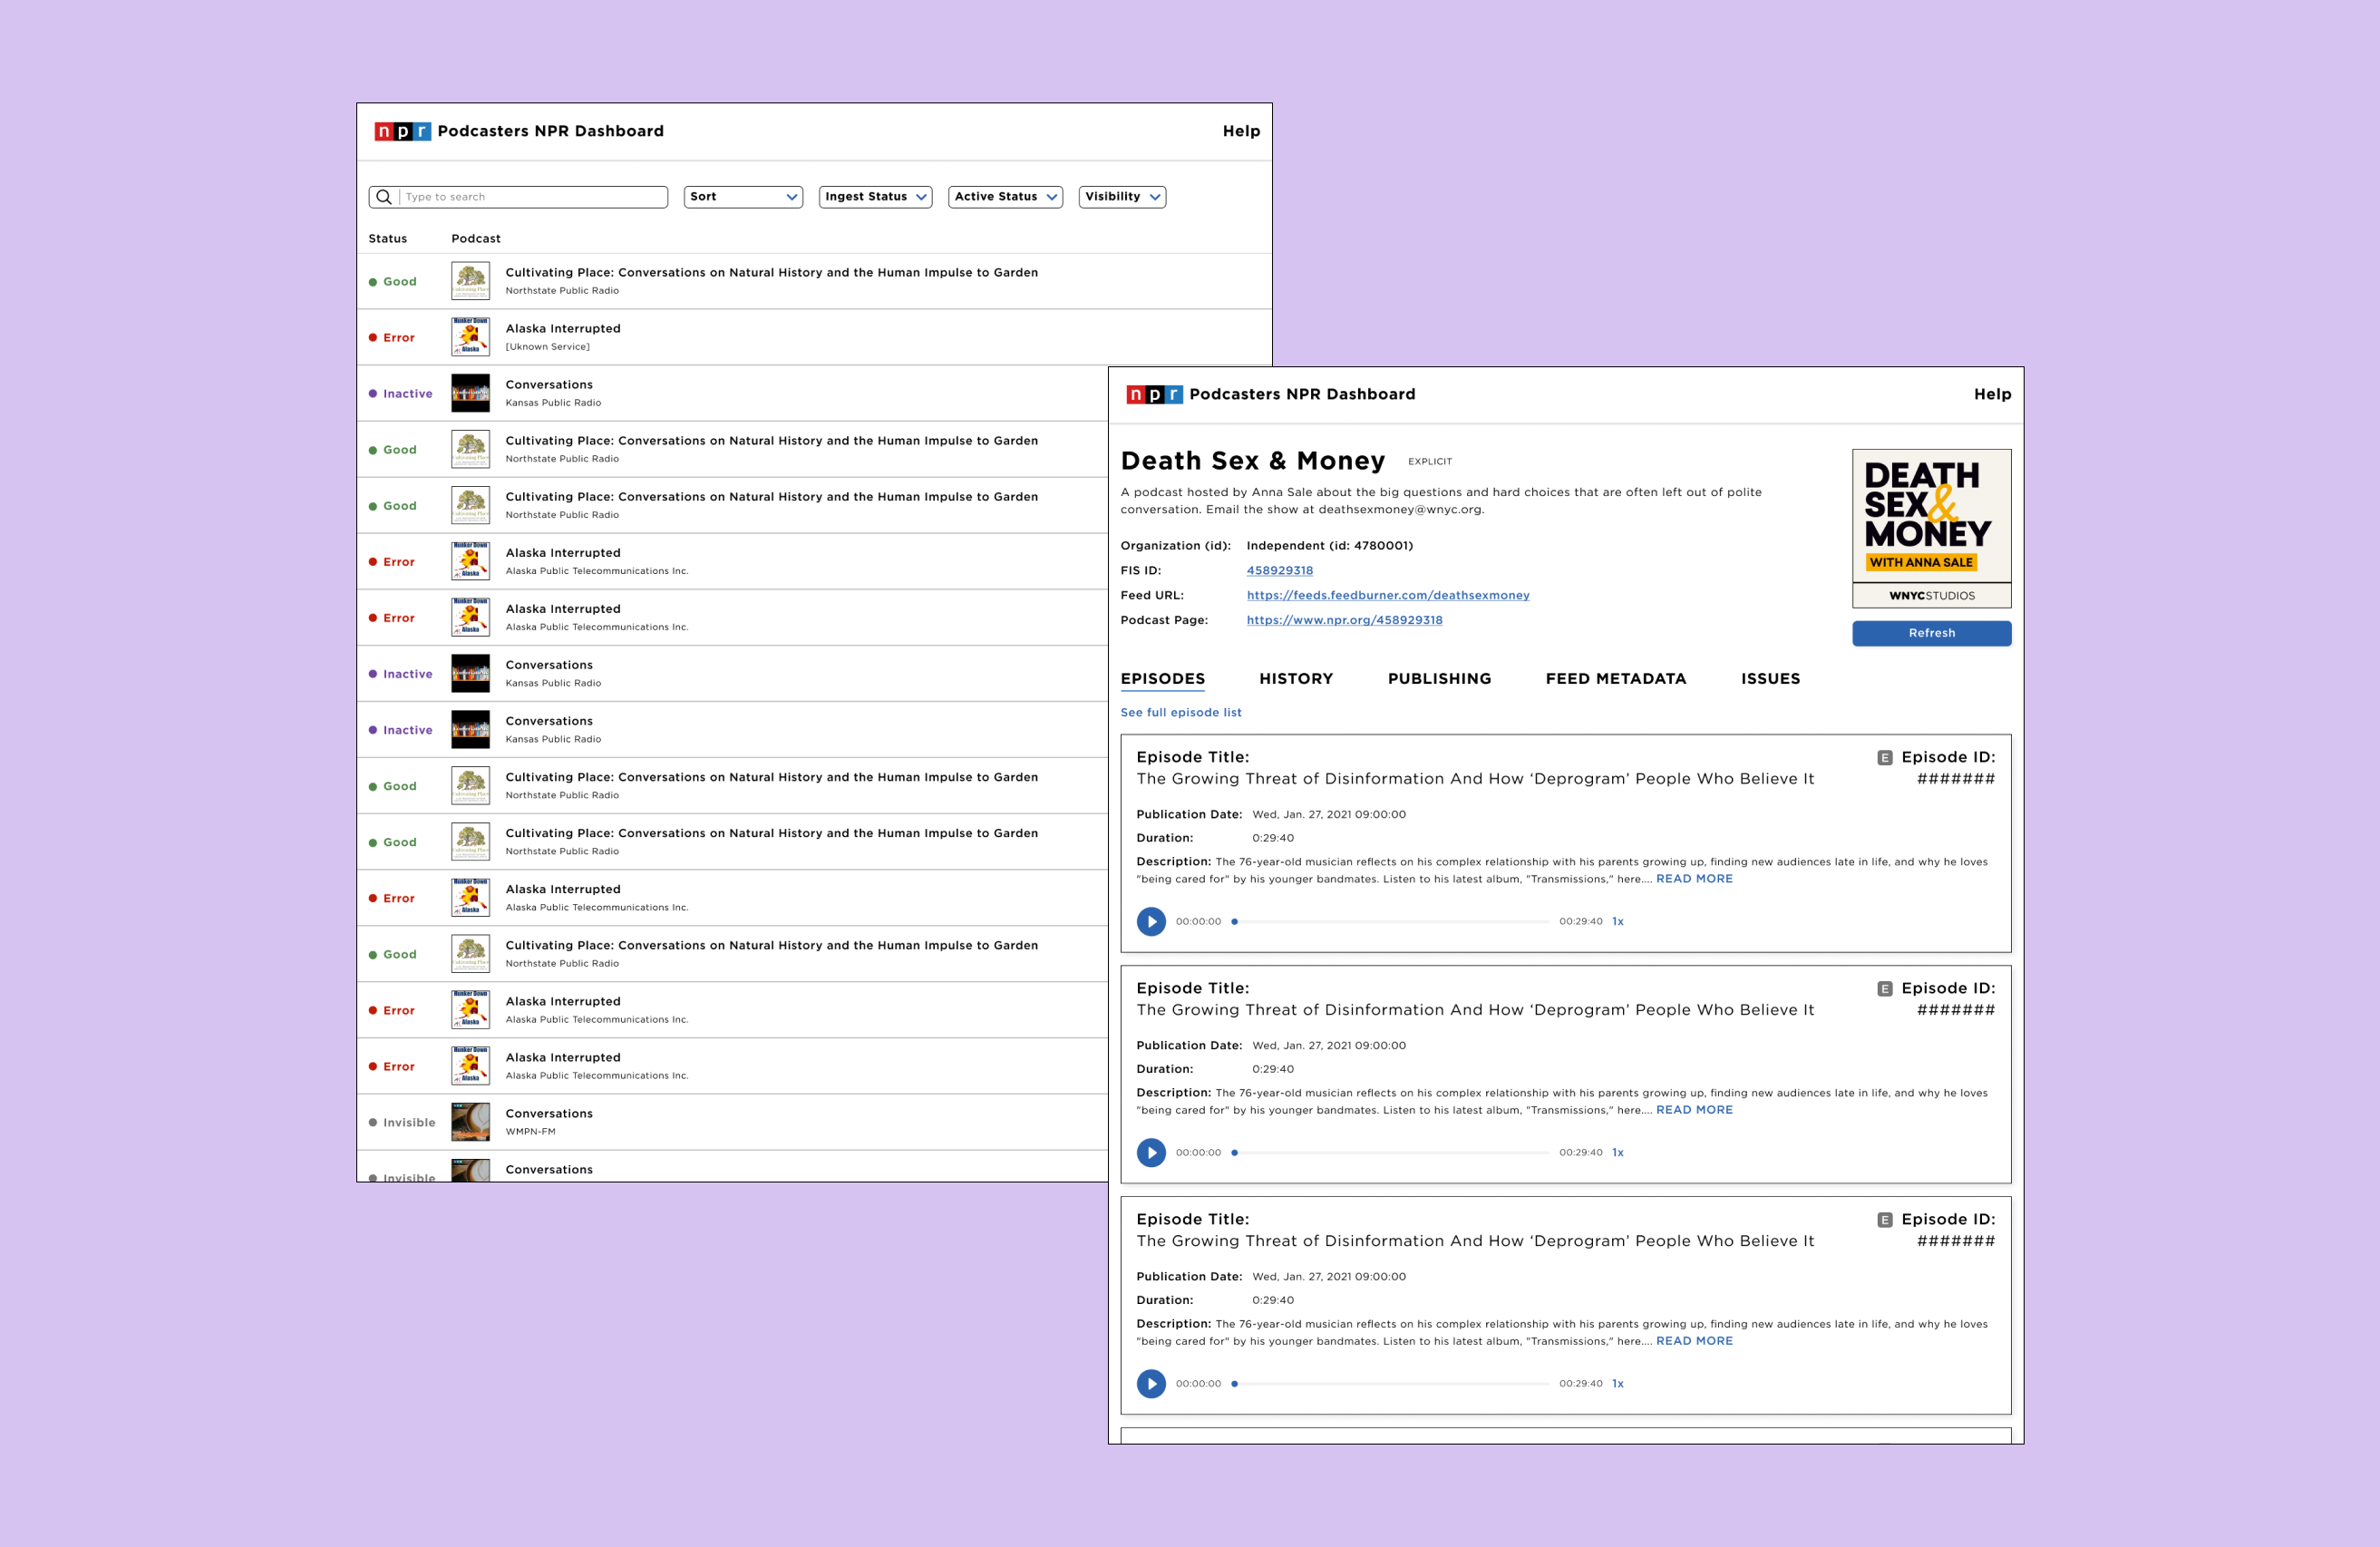 npr Podcasters NPR Dashboard Help
Type to search Sort Ingest Status Active Status Visibility
Status Podcast
Good Cultivating Place: Conversations on Natural History and the Human Impulse to Garden
Northstate Public Radio
Error Alaska Interrupted
[Uknown Service]
Hunker Down
Alaska
Inactive Conversations
Kansas Public Radio
Good Cultivating Place: Conversations on Natural History and the Human Impulse to Garden
Northstate Public Radio
Good Cultivating Place: Conversations on Natural History and the Human Impulse to Garden
Northstate Public Radio
Error Alaska Interrupted
Alaska Public Telecommunications Inc.
Hunker Down
Alaska
Error Alaska Interrupted
Alaska Public Telecommunications Inc.
Hunker Down
Alaska
Inactive Conversations
Kansas Public Radio
Inactive Conversations
Kansas Public Radio
Good Cultivating Place: Conversations on Natural History and the Human Impulse to Garden
Northstate Public Radio
Good Cultivating Place: Conversations on Natural History and the Human Impulse to Garden
Northstate Public Radio
Error Alaska Interrupted
Alaska Public Telecommunications Inc.
Hunker Down
Alaska
Good Cultivating Place: Conversations on Natural History and the Human Impulse to Garden
Northstate Public Radio
Error Alaska Interrupted
Alaska Public Telecommunications Inc.
Hunker Down
Alaska
Error Alaska Interrupted
Alaska Public Telecommunications Inc.
Hunker Down
Alaska
Invisible Conversations
WMPN-FM
Invisible Conversations
npr Podcasters NPR Dashboard Help
Death Sex & Money EXPLICIT
A podcast hosted by Anna Sale about the big questions and hard choices that are often left out of polite
conversation. Email the show at deathsexmoney@wnyc.org.
Organization (id): Independent (id: 4780001)
FIS ID: 458929318
Feed URL: https://feeds.feedburner.com/deathsexmoney
Podcast Page: https://www.npr.org/458929318
DEATH
SEX &
MONEY
WITH ANNA SALE
WNYCSTUDIOS
Refresh
EPISODES HISTORY PUBLISHING FEED METADATA ISSUES
See full episode list
Episode Title: E Episode ID:
The Growing Threat of Disinformation And How ‘Deprogram’ People Who Believe It #######
Publication Date: Wed, Jan. 27, 2021 09:00:00
Duration: 0:29:40
Description: The 76-year-old musician reflects on his complex relationship with his parents growing up, finding new audiences late in life, and why he loves
"being cared for" by his younger bandmates. Listen to his latest album, "Transmissions," here.... READ MORE
00:00:00 00:29:40 1x
Episode Title: E Episode ID:
The Growing Threat of Disinformation And How ‘Deprogram’ People Who Believe It #######
Publication Date: Wed, Jan. 27, 2021 09:00:00
Duration: 0:29:40
Description: The 76-year-old musician reflects on his complex relationship with his parents growing up, finding new audiences late in life, and why he loves
"being cared for" by his younger bandmates. Listen to his latest album, "Transmissions," here.... READ MORE
00:00:00 00:29:40 1x
Episode Title: E Episode ID:
The Growing Threat of Disinformation And How ‘Deprogram’ People Who Believe It #######
Publication Date: Wed, Jan. 27, 2021 09:00:00
Duration: 0:29:40
Description: The 76-year-old musician reflects on his complex relationship with his parents growing up, finding new audiences late in life, and why he loves
"being cared for" by his younger bandmates. Listen to his latest album, "Transmissions," here.... READ MORE
00:00:00 00:29:40 1x